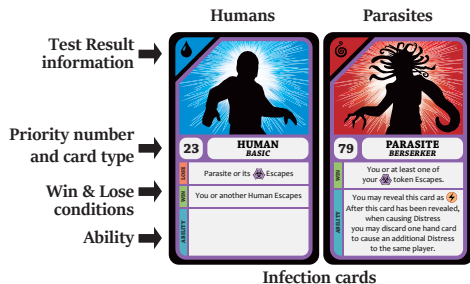 Humans
Parasites
Test Result
information
Priority number
and card type
Win & Lose
conditions
Ability
23
HUMAN
BASIC
LOSE
Parasite or its Escapes
WIN
You or another Human Escapes
ABILITY
79
PARASITE
BERSERKER
WIN
You or at least one of
your token Escapes.
ABILITY
You may reveal this card as
After this card has been revealed,
when causing Distress
you may discard one hand card
to cause an additional Distress
to the same player.
Infection cards